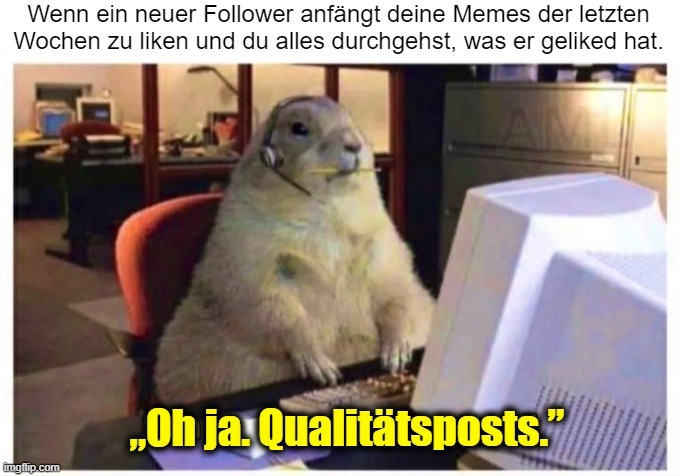 Wenn ein neuer Follower anfängt deine Memes der letzten
Wochen zu liken und du alles durchgehst, was er geliked hat.
AMI
„Oh ja. Qualitätsposts.”
imgflip.com